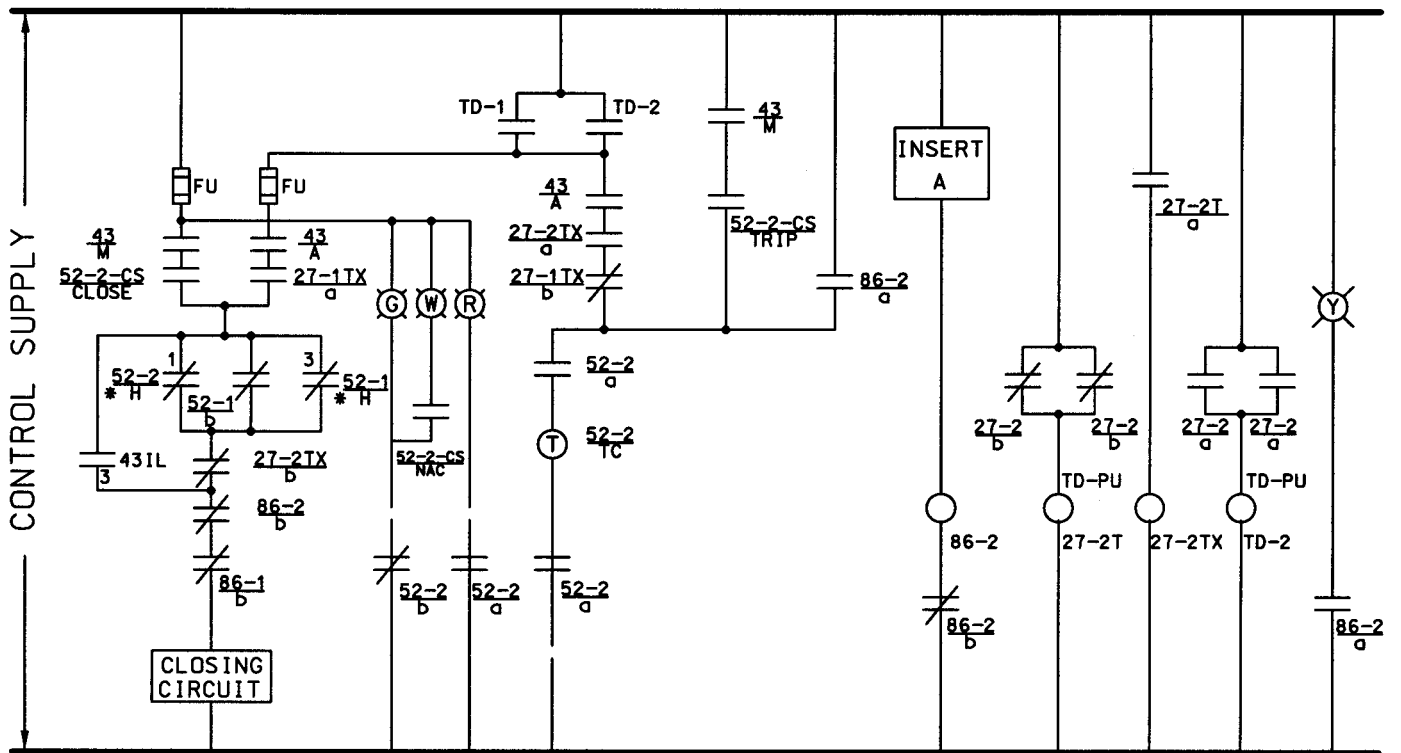 CONTROL SUPPLY
TD-1
TD-2
43
M
INSERT
A
FU
FU
43
A
52-2-CS
TRIP
27-2T
a
43
M
43
A
27-2TX
a
52-2-CS
CLOSE
27-1TX
a
27-1TX
b
86-2
a
G
W
R
Y
1
52-2
* H
52-1
b
3
52-1
* H
52-2
a
27-2
b
27-2
b
27-2
a
27-2
a
43IL
3
27-2TX
b
52-2-CS
NAC
T
52-2
TC
TD-PU
TD-PU
86-2
b
86-2
27-2T
27-2TX
TD-2
86-1
b
52-2
b
52-2
a
52-2
a
86-2
b
86-2
a
CLOSING
CIRCUIT